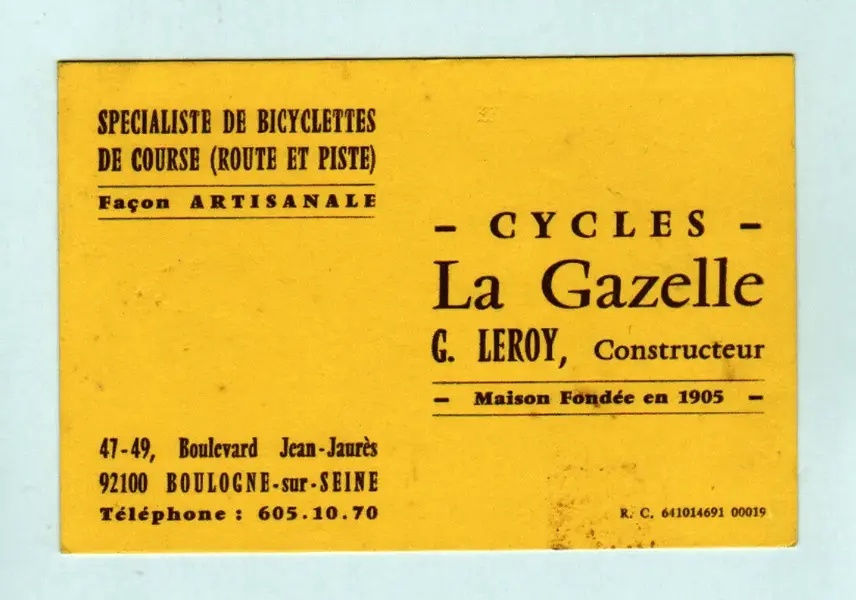 SPECIALISTE DE BICYCLETTES
DE COURSE (ROUTE ET PISTE)
Façon ARTISANALE
- CYCLES -
La Gazelle
G. LEROY, Constructeur
- Maison Fondée en 1905 -
47-49, Boulevard Jean-Jaurès
92100 BOULOGNE-sur-SEINE
Téléphone : 605.10.70
R. C. 641014691 00019